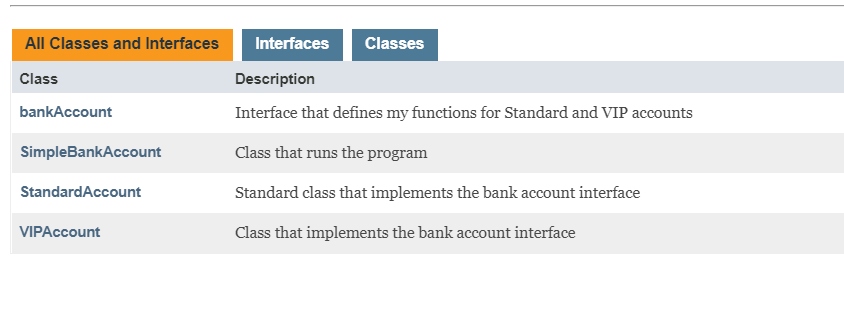 All Classes and Interfaces Interfaces Classes
Class Description
bankAccount Interface that defines my functions for Standard and VIP accounts
SimpleBankAccount Class that runs the program
StandardAccount Standard class that implements the bank account interface
VIPAccount Class that implements the bank account interface